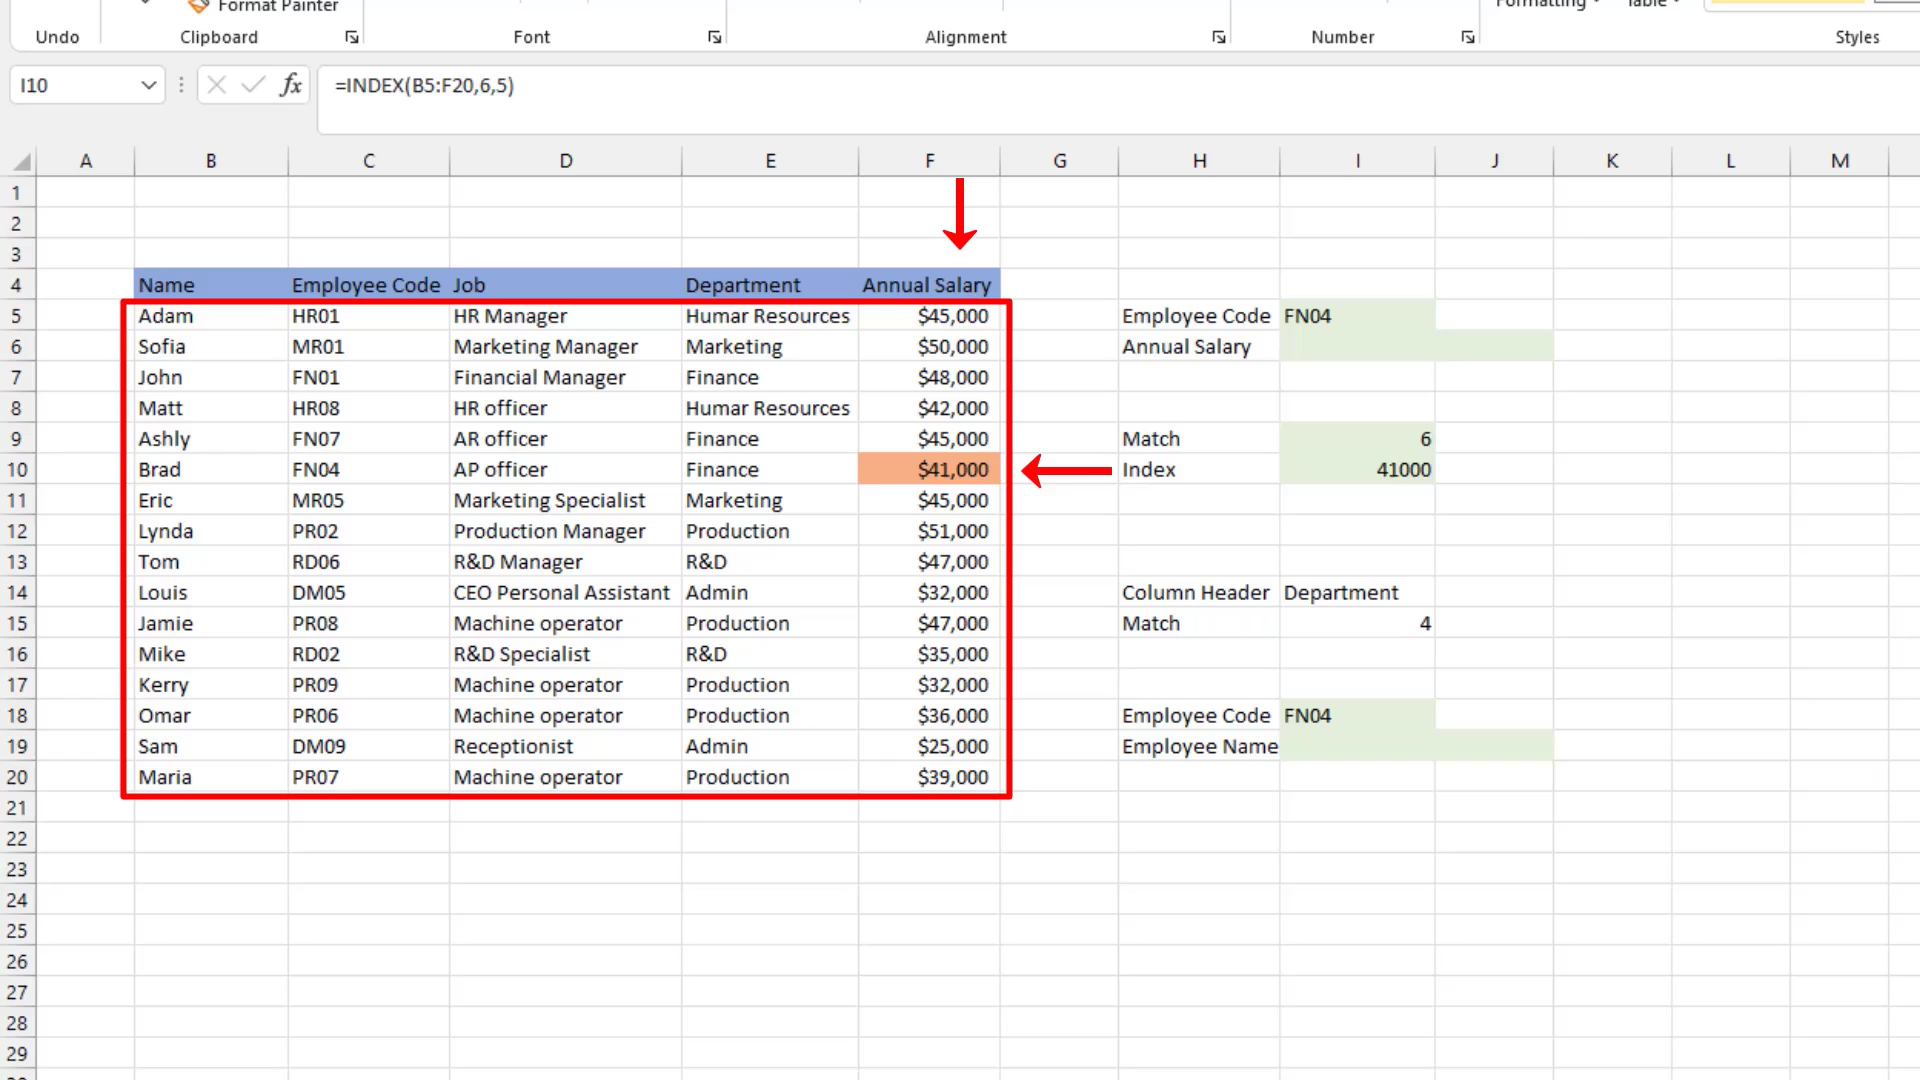 Format Painter
Formatting
Table
Undo Clipboard Font Alignment Number Styles
I10 fx =INDEX(B5:F20,6,5)
A B C D E F G H I J K L M
1
2
3
4 Name Employee Code Job Department Annual Salary
5 Adam HR01 HR Manager Humar Resources $45,000 Employee Code FN04
6 Sofia MR01 Marketing Manager Marketing $50,000 Annual Salary
7 John FN01 Financial Manager Finance $48,000
8 Matt HR08 HR officer Humar Resources $42,000
9 Ashly FN07 AR officer Finance $45,000 Match 6
10 Brad FN04 AP officer Finance $41,000 Index 41000
11 Eric MR05 Marketing Specialist Marketing $45,000
12 Lynda PR02 Production Manager Production $51,000
13 Tom RD06 R&D Manager R&D $47,000
14 Louis DM05 CEO Personal Assistant Admin $32,000 Column Header Department
15 Jamie PR08 Machine operator Production $47,000 Match 4
16 Mike RD02 R&D Specialist R&D $35,000
17 Kerry PR09 Machine operator Production $32,000
18 Omar PR06 Machine operator Production $36,000 Employee Code FN04
19 Sam DM09 Receptionist Admin $25,000 Employee Name
20 Maria PR07 Machine operator Production $39,000
21
22
23
24
25
26
27
28
29